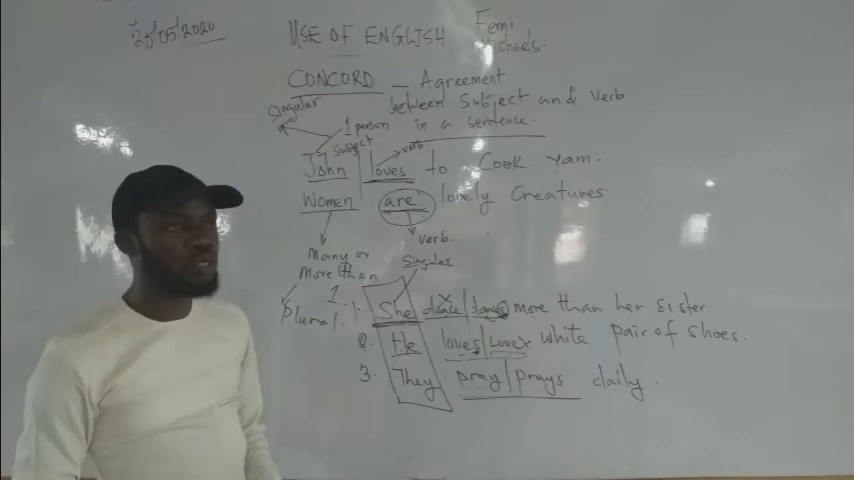 20/05/2020
USE OF ENGLISH
Femi
Michaels.
CONCORD — Agreement
between Subject and verb
in a sentence.
Singular
1 person
Subject
verb
John loves to Cook yam.
Women are lovely Creatures.
verb.
Many or
More than
1.
Plural.
Singular
1. She dance/dances more than her sister
2. He loves/Love x white pair of shoes.
3. They pray/prays daily.